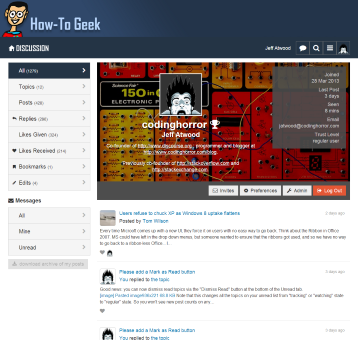 How-To Geek
DISCUSSION
Jeff Atwood
All (1275)
Topics (12)
Posts (428)
Replies (356)
Likes Given (324)
Likes Received (314)
Bookmarks (1)
Edits (4)
Messages
All
Mine
Unread
download archive of my posts
150 in O
ELECTRONIC P
codinghorror
Jeff Atwood
Co-founder of http://www.discourse.org, programmer and blogger at
http://www.codinghorror.com/blog.
Previously co-founder of http://stackoverflow.com and
http://stackexchange.com
Joined
28 Mar 2013
Last Post
3 days
Seen
5 mins
Email
jatwood@codinghorror.com
Trust Level
regular user
Invites
Preferences
Admin
Log Out
Users refuse to chuck XP as Windows 8 uptake flattens
3 days ago
Posted by Tom Wilson
Every time Microsoft comes up with a new UI, they force it on users with no easy way to go back. Think about the Ribbon in Office
2007. MS could have left in the drop down menus, but someone wanted to ensure that the ribbons got used, and so we have no way
to go back to a ribbon-less Office.
Please add a Mark as Read button
You replied to the topic
Good news: you can now dismiss read topics via the "Dismiss Read" button at the bottom of the Unread tab.
Note that this changes all the topics on your unread list from "tracking" or "watching" state
to "regular" state. So you won't see new post counts on any
Please add a Mark as Read button
You replied to the topic